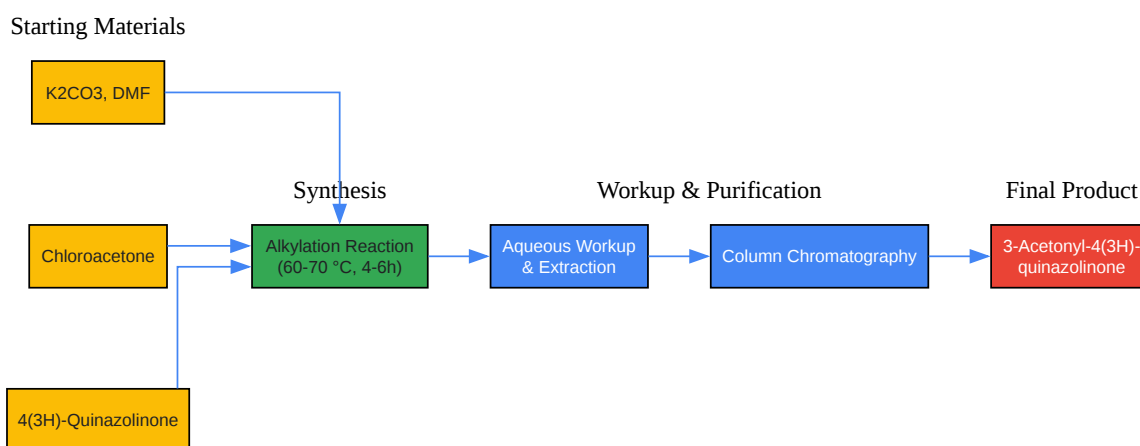 Starting Materials
K2CO3, DMF
Synthesis
Workup & Purification
Final Product
Chloroacetone
Alkylation Reaction
(60-70 °C, 4-6h)
Aqueous Workup
& Extraction
Column Chromatography
3-Acetonyl-4(3H)-
quinazolinone
4(3H)-Quinazolinone